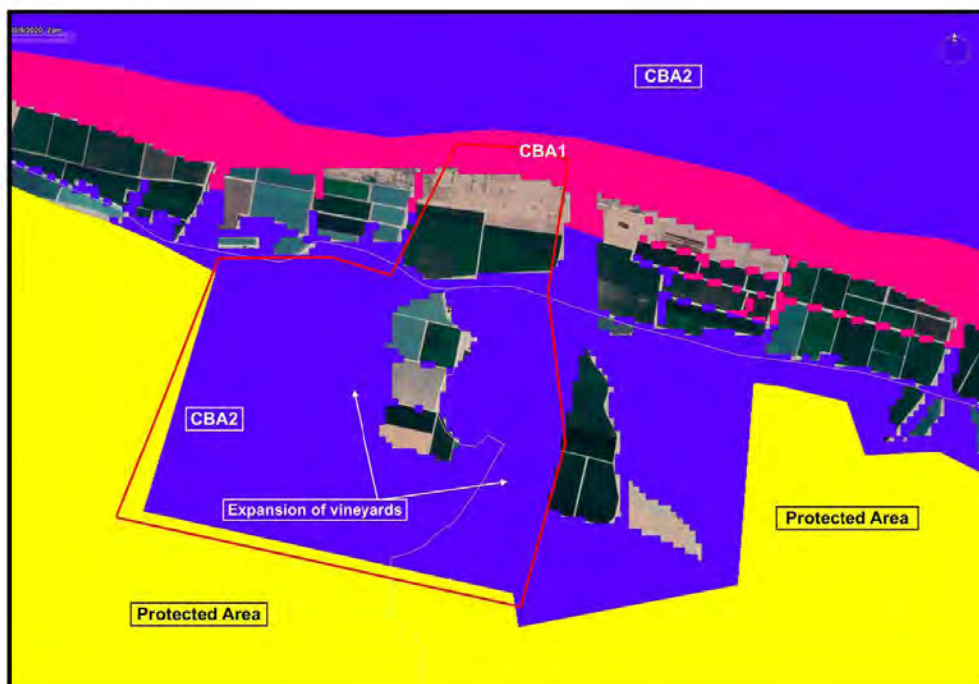 CBA2
CBA1
CBA2
Expansion of vineyards
Protected Area
Protected Area